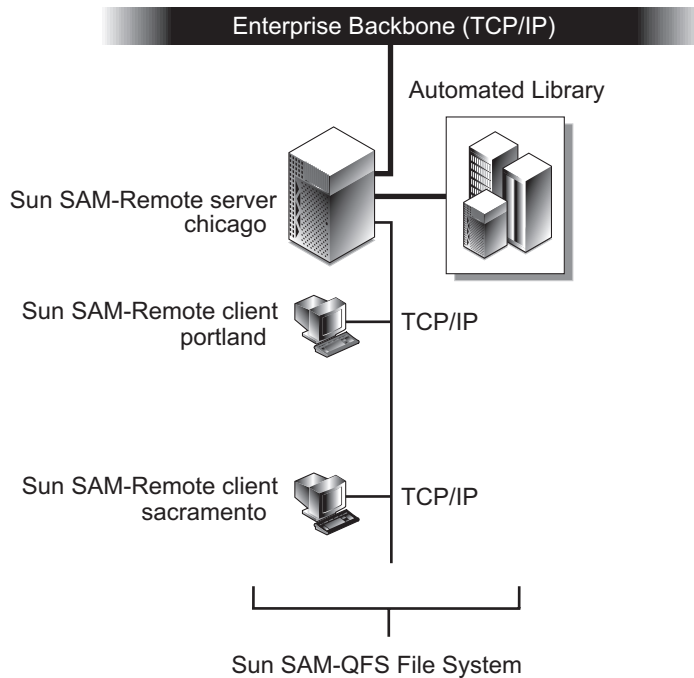 Enterprise Backbone (TCP/IP)
Automated Library
Sun SAM-Remote server
chicago
Sun SAM-Remote client
portland
TCP/IP
Sun SAM-Remote client
sacramento
TCP/IP
Sun SAM-QFS File System